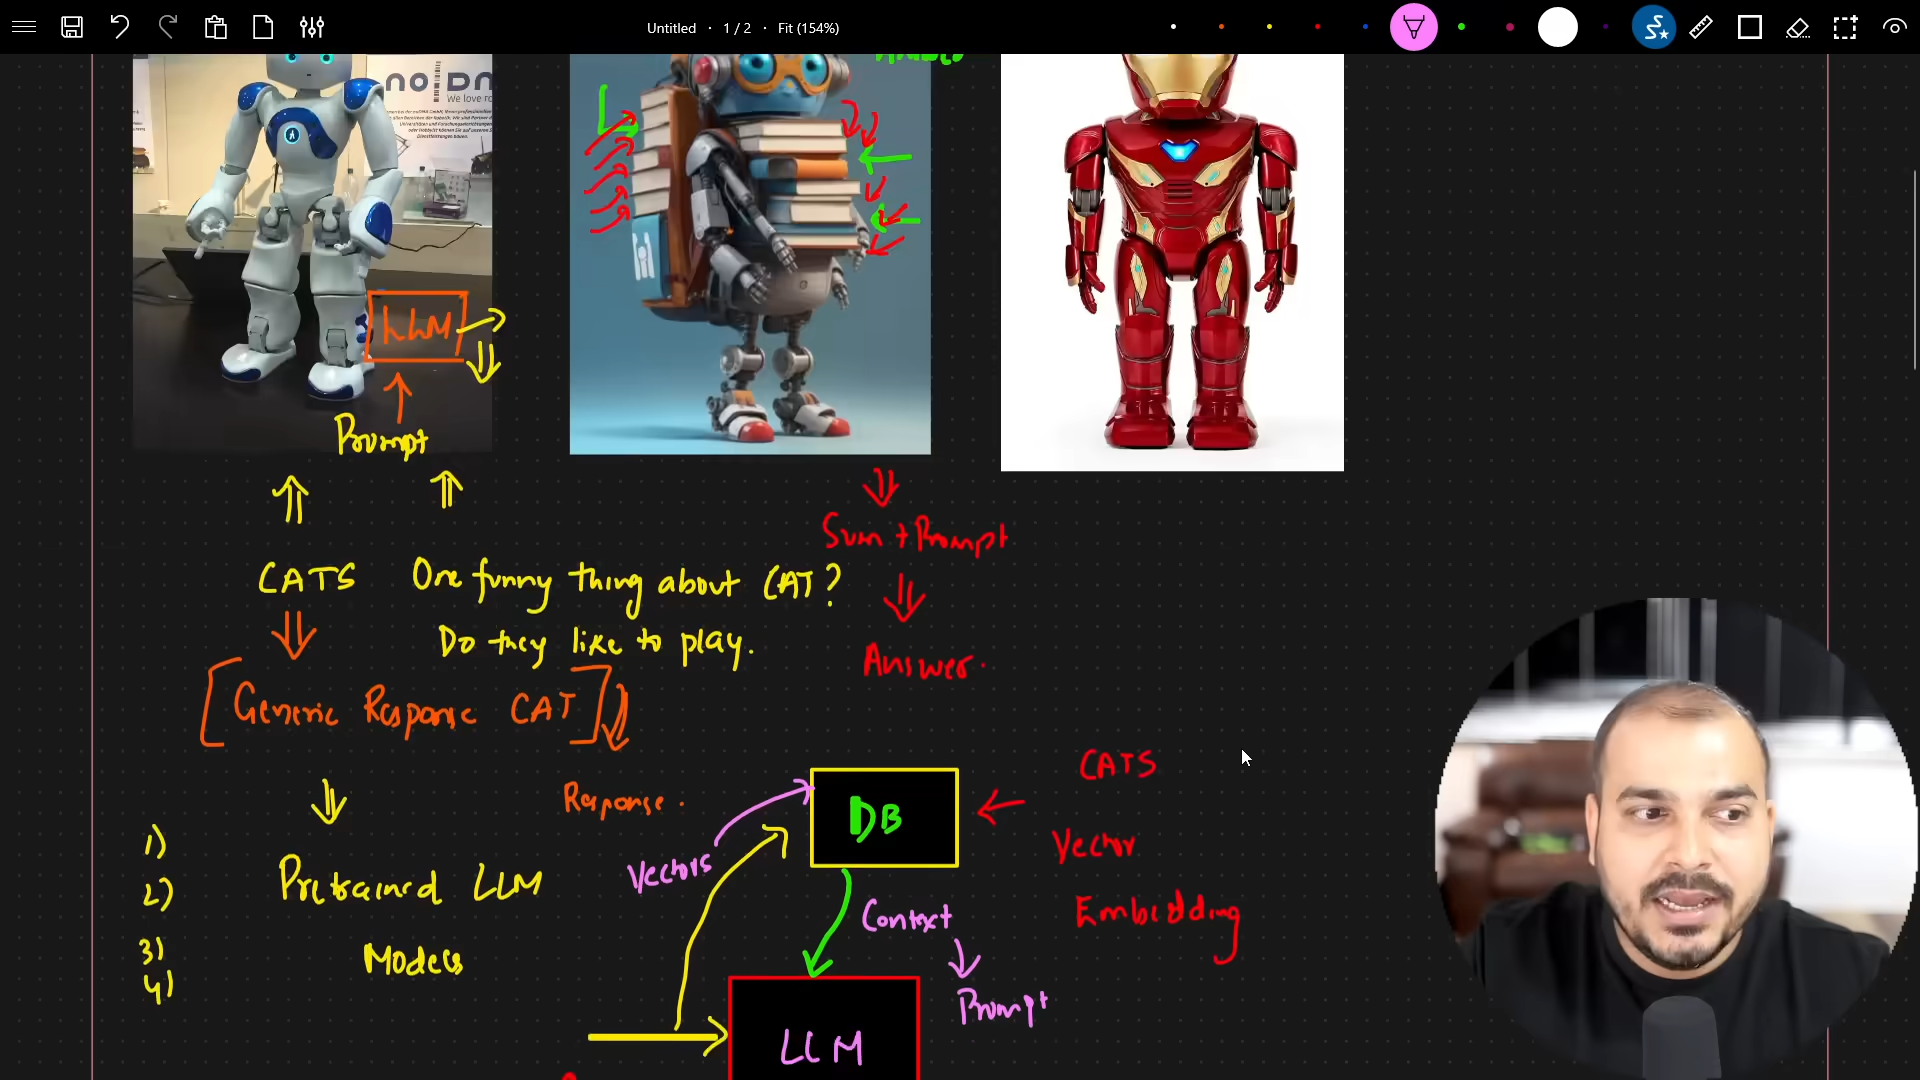 Untitled · 1 / 2 · Fit (154%)
We love ro
LLM
Prompt
CATS One funny thing about CAT?
Do they like to play.
Sum + Prompt
Answer.
[Generic Response CAT]
Response.
1)
2)
3)
4)
Pretrained LLM
Models
Vectors
DB
CATS
Vector
Embedding
Context
Prompt
LLM